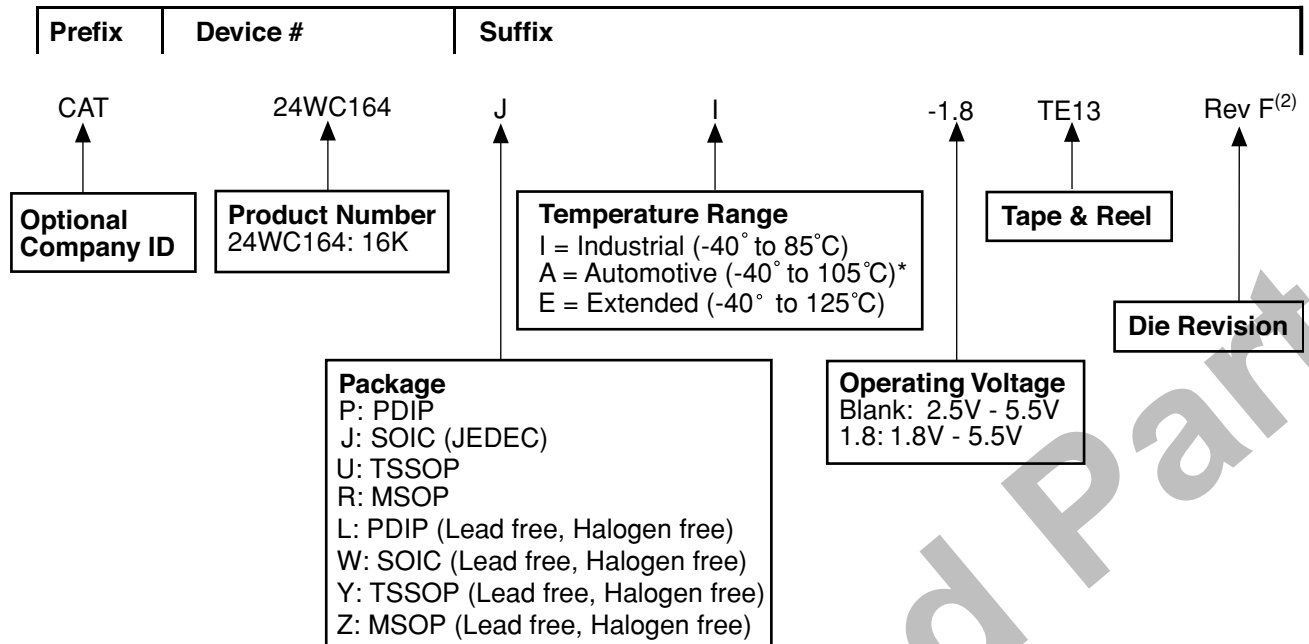 Prefix Device # Suffix
CAT 24WC164 J I -1.8 TE13 Rev F(2)
Optional
Company ID
Product Number
24WC164: 16K
Temperature Range
I = Industrial (-40˚ to 85˚C)
A = Automotive (-40˚ to 105˚C)*
E = Extended (-40˚ to 125˚C)
Tape & Reel
Die Revision
Package
P: PDIP
J: SOIC (JEDEC)
U: TSSOP
R: MSOP
L: PDIP (Lead free, Halogen free)
W: SOIC (Lead free, Halogen free)
Y: TSSOP (Lead free, Halogen free)
Z: MSOP (Lead free, Halogen free)
Operating Voltage
Blank: 2.5V - 5.5V
1.8: 1.8V - 5.5V
d Part